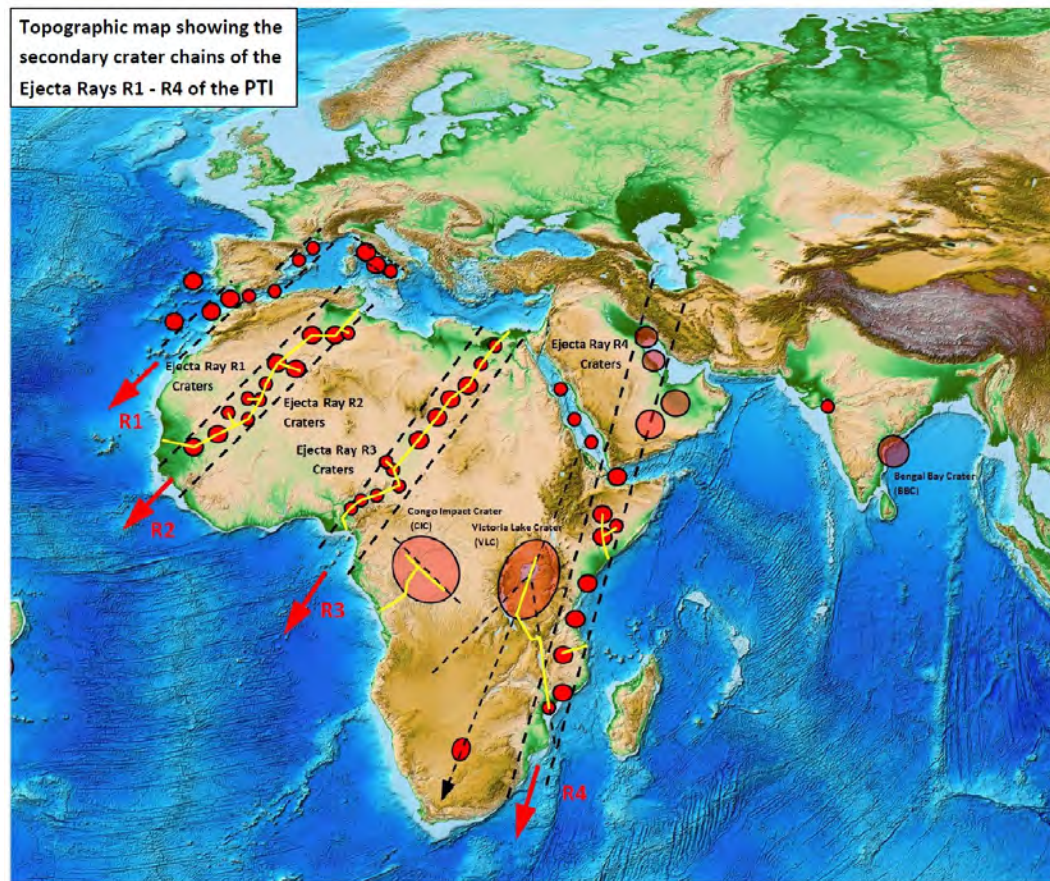 Topographic map showing the
secondary crater chains of the
Ejecta Rays R1 - R4 of the PTI
Ejecta Ray R4
Craters
Ejecta Ray R1
Craters
R1
Ejecta Ray R2
Craters
Ejecta Ray R3
Craters
Bengal Bay Crater
(BBC)
R2
Congo Impact Crater
(CIC)
Victoria Lake Crater
(VLC)
R3
R4